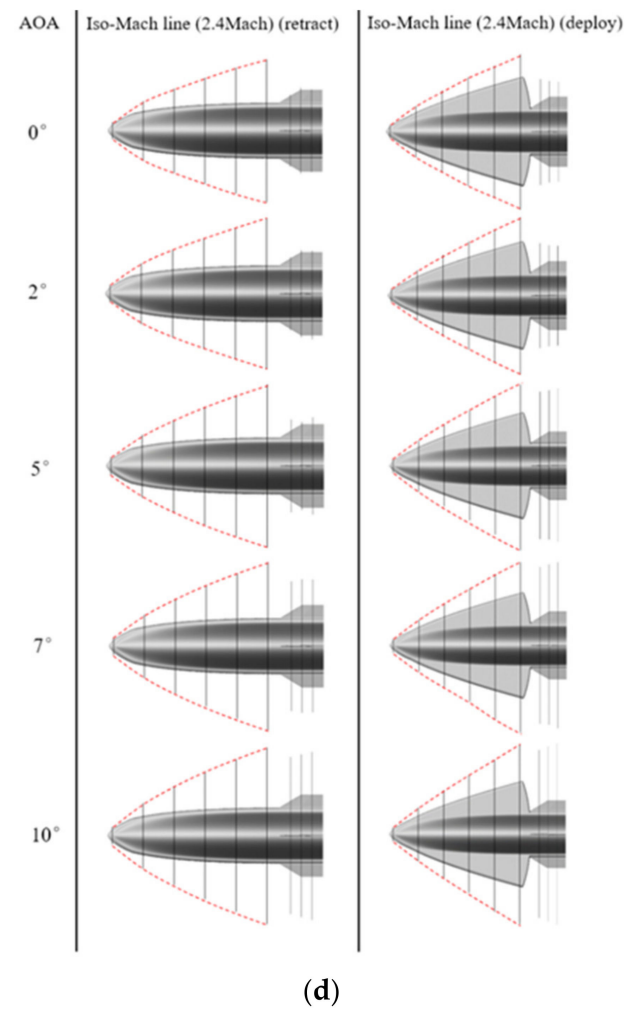 AOA Iso-Mach line (2.4Mach) (retract) Iso-Mach line (2.4Mach) (deploy)
0°
2°
5°
7°
10°
(d)